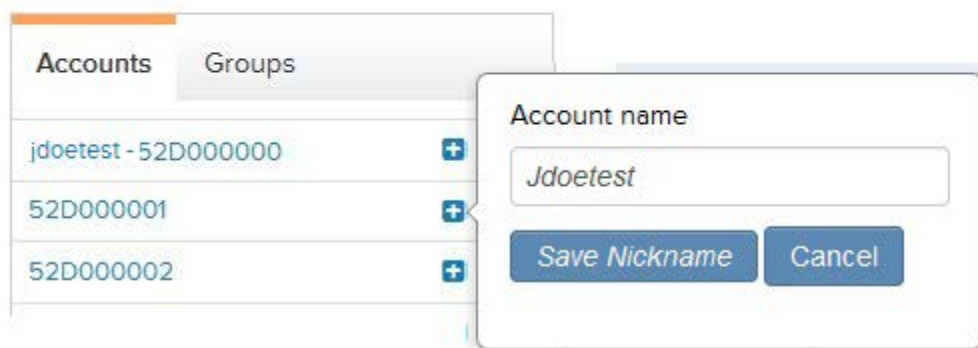 Accounts Groups
jdoetest - 52D000000
52D000001
52D000002
Account name
Jdoetest
Save Nickname Cancel